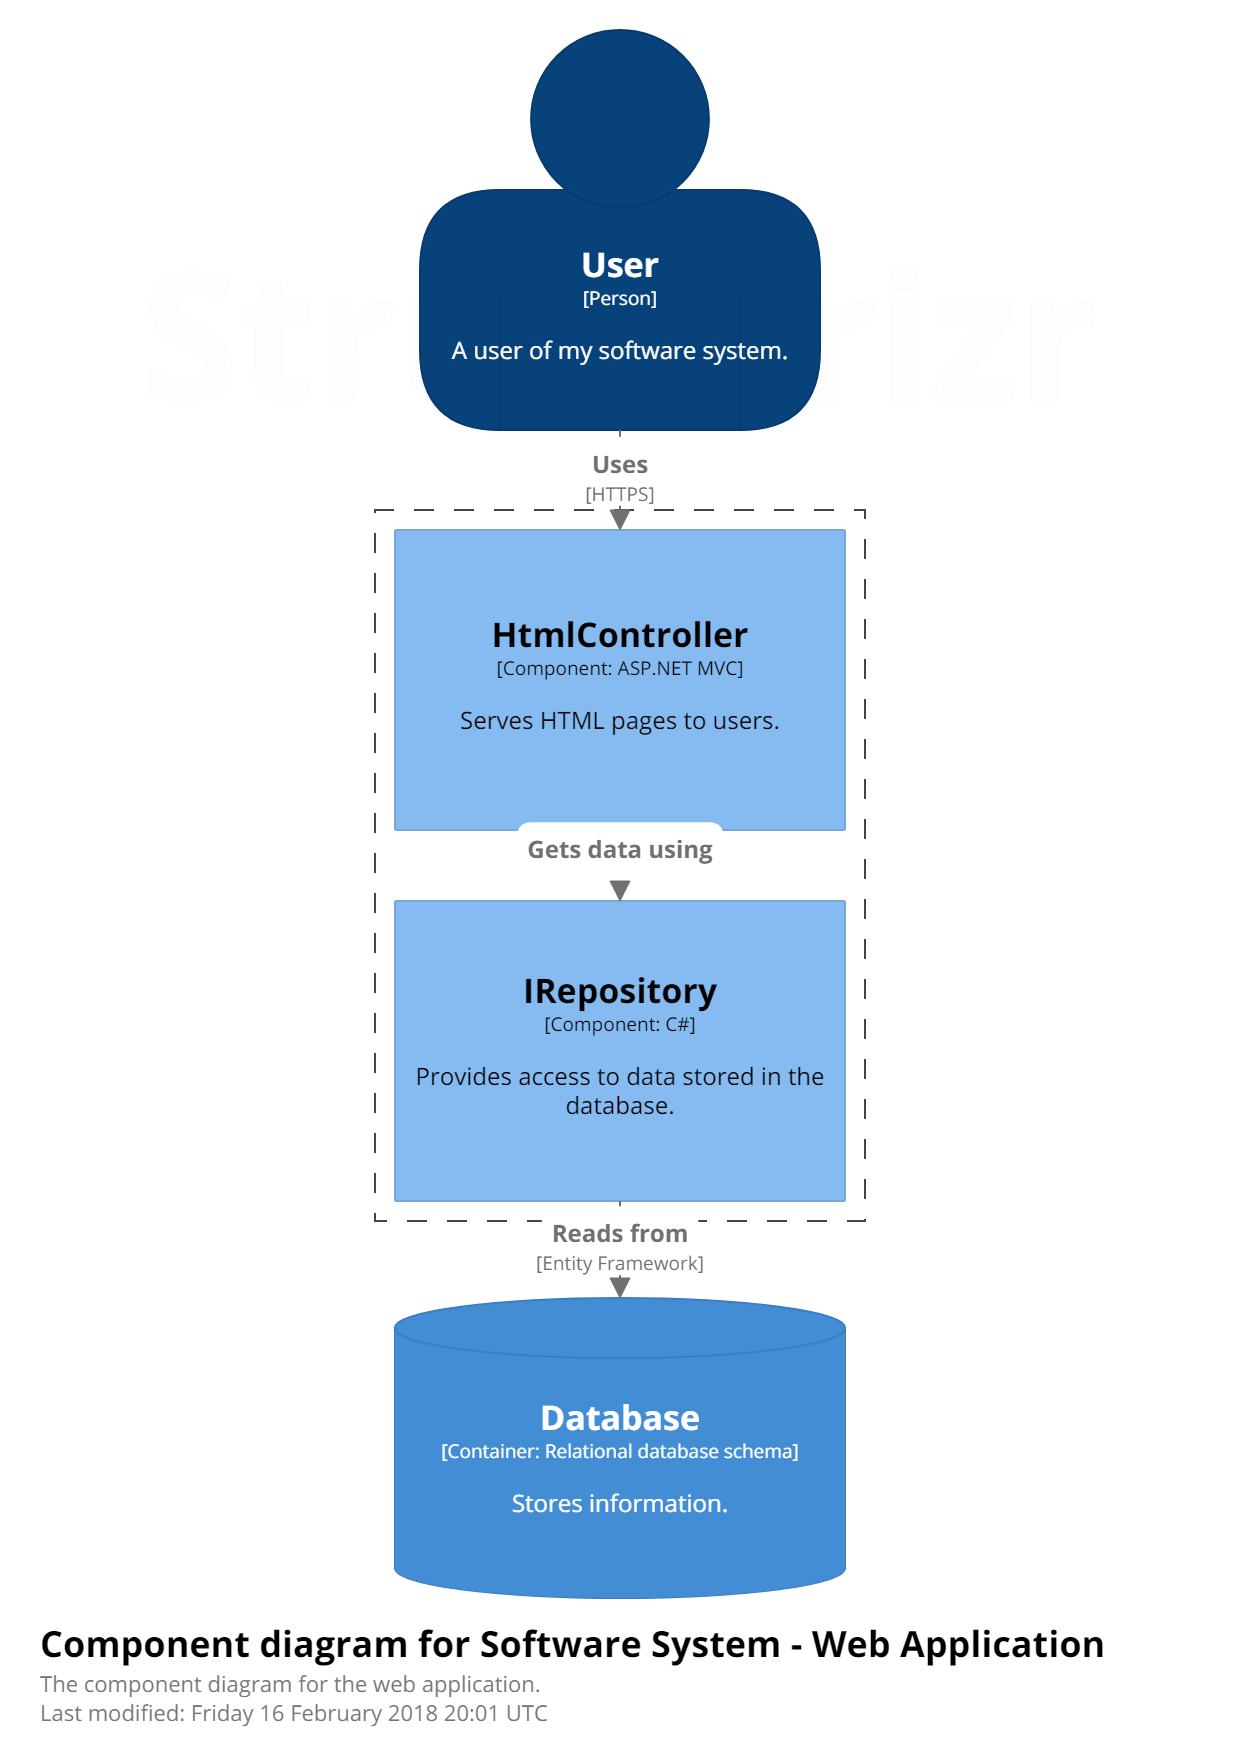 User
[Person]
A user of my software system.
Uses
[HTTPS]
HtmlController
[Component: ASP.NET MVC]
Serves HTML pages to users.
Gets data using
IRepository
[Component: C#]
Provides access to data stored in the
database.
Reads from
[Entity Framework]
Database
[Container: Relational database schema]
Stores information.
Component diagram for Software System - Web Application
The component diagram for the web application.
Last modified: Friday 16 February 2018 20:01 UTC